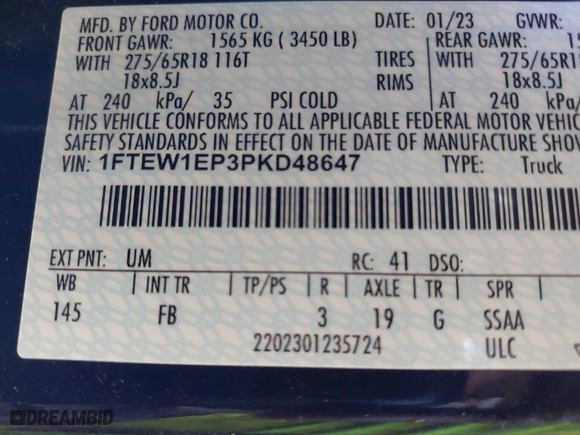 MFD. BY FORD MOTOR CO. DATE: 01/23 GVWR:
FRONT GAWR: 1565 KG ( 3450 LB) REAR GAWR:
WITH 275/65R18 116T TIRES WITH 275/65R18
18x8.5J RIMS 18x8.5J
AT 240 kPa/ 35 PSI COLD AT 240 kPa/
THIS VEHICLE CONFORMS TO ALL APPLICABLE FEDERAL MOTOR VEHIC
SAFETY STANDARDS IN EFFECT ON THE DATE OF MANUFACTURE SHOW
VIN: 1FTEW1EP3PKD48647 TYPE: Truck
EXT PNT: UM RC: 41 DSO:
WB INT TR TP/PS R AXLE TR SPR
145 FB 3 19 G SSAA
2202301235724 ULC
DREAMBID